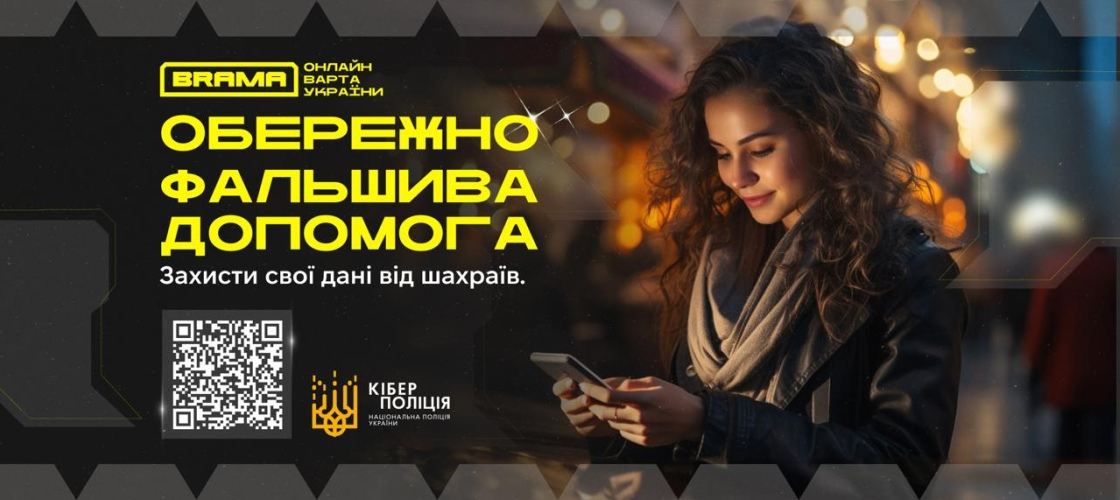 BRAMA
ОНЛАЙН
ВАРТА
УКРАЇНИ
ОБЕРЕЖНО
ФАЛЬШИВА
ДОПОМОГА
Захисти свої дані від шахраїв.
КІБЕР
ПОЛІЦІЯ
НАЦІОНАЛЬНА ПОЛІЦІЯ
УКРАЇНИ